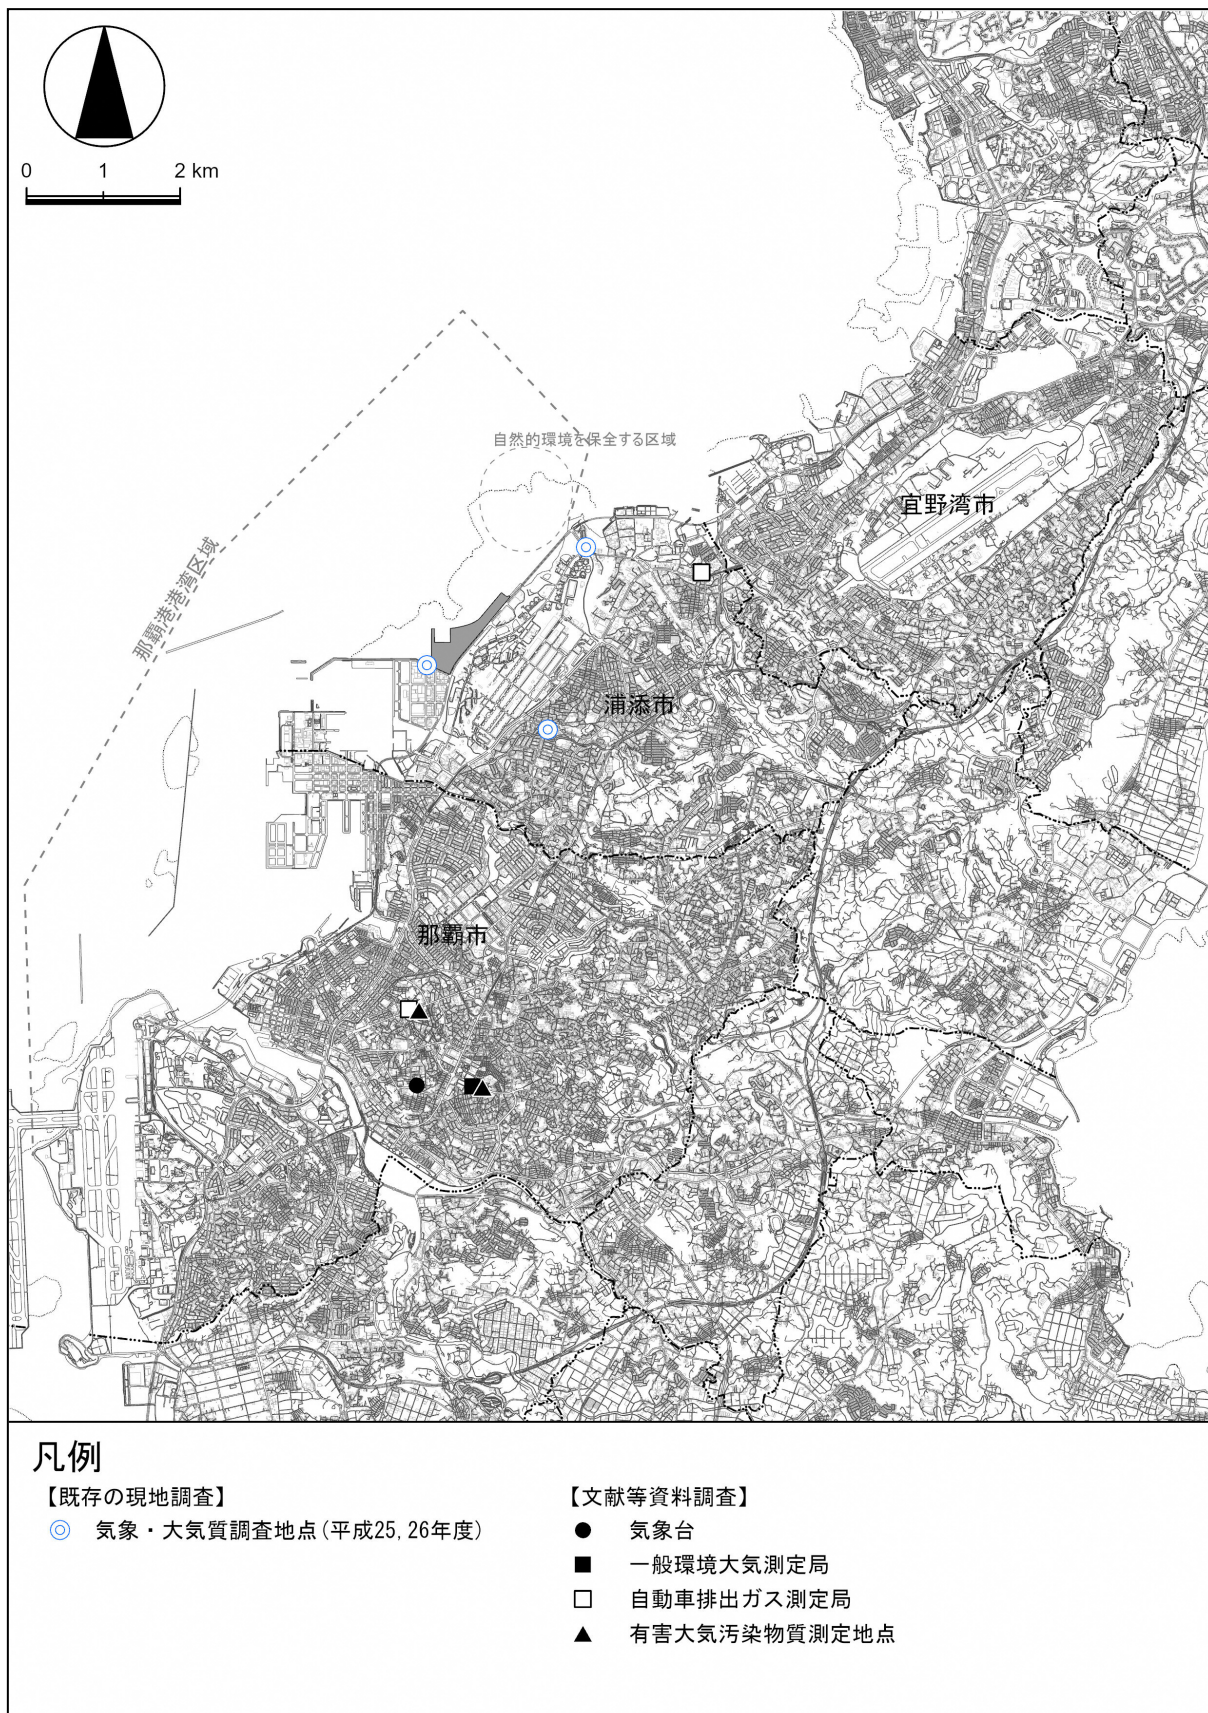 0 1 2 km
自然的環境を保全する区域
宜野湾市
那覇港港湾区域
浦添市
那覇市
凡例
【既存の現地調査】
気象・大気質調査地点(平成25,26年度)
【文献等資料調査】
気象台
一般環境大気測定局
自動車排出ガス測定局
有害大気汚染物質測定地点